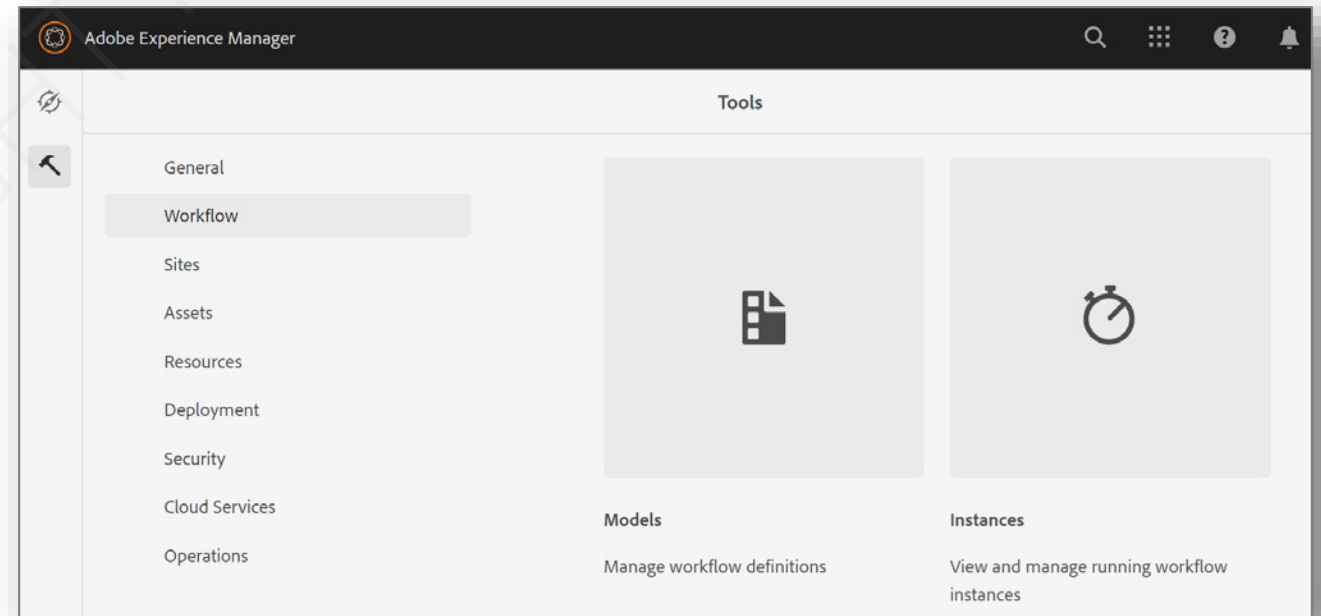 Adobe Experience Manager
Tools
General
Workflow
Sites
Assets
Resources
Deployment
Security
Cloud Services
Operations
Models
Manage workflow definitions
Instances
View and manage running workflow
instances